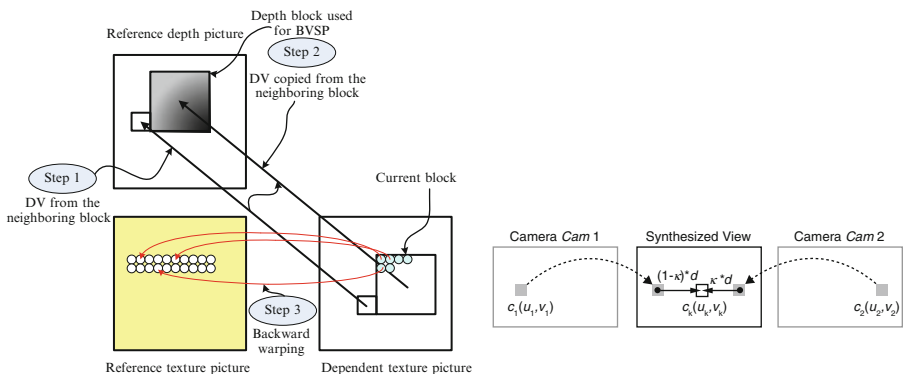 Depth block used
for BVSP
Reference depth picture
Step 2
DV copied from the
neighboring block
Step 1
DV from the
neighboring block
Current block
Step 3
Backward
warping
Reference texture picture
Dependent texture picture
Camera Cam 1
Synthesized View
Camera Cam 2
(1-κ)*d
κ*d
c₁(u₁,v₁)
cₖ(uₖ,vₖ)
c₂(u₂,v₂)